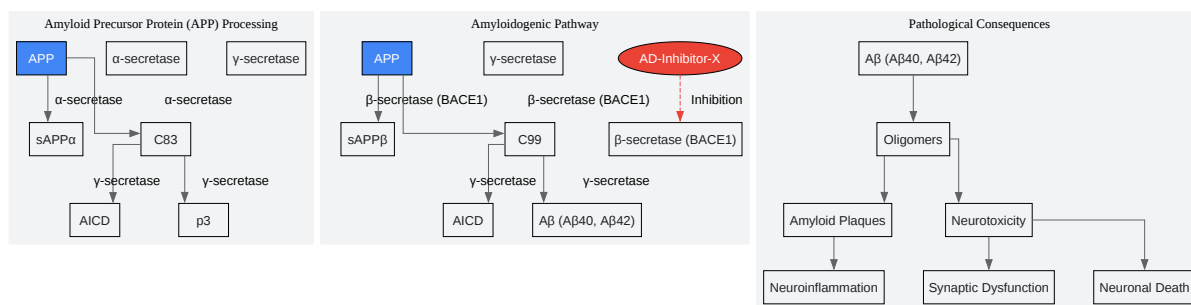 Amyloid Precursor Protein (APP) Processing
APP
α-secretase
γ-secretase
α-secretase
α-secretase
sAPPα
C83
γ-secretase
γ-secretase
AICD
p3
Amyloidogenic Pathway
APP
γ-secretase
AD-Inhibitor-X
β-secretase (BACE1)
β-secretase (BACE1)
Inhibition
sAPPβ
C99
β-secretase (BACE1)
γ-secretase
γ-secretase
AICD
Aβ (Aβ40, Aβ42)
Pathological Consequences
Aβ (Aβ40, Aβ42)
Oligomers
Amyloid Plaques
Neurotoxicity
Neuroinflammation
Synaptic Dysfunction
Neuronal Death